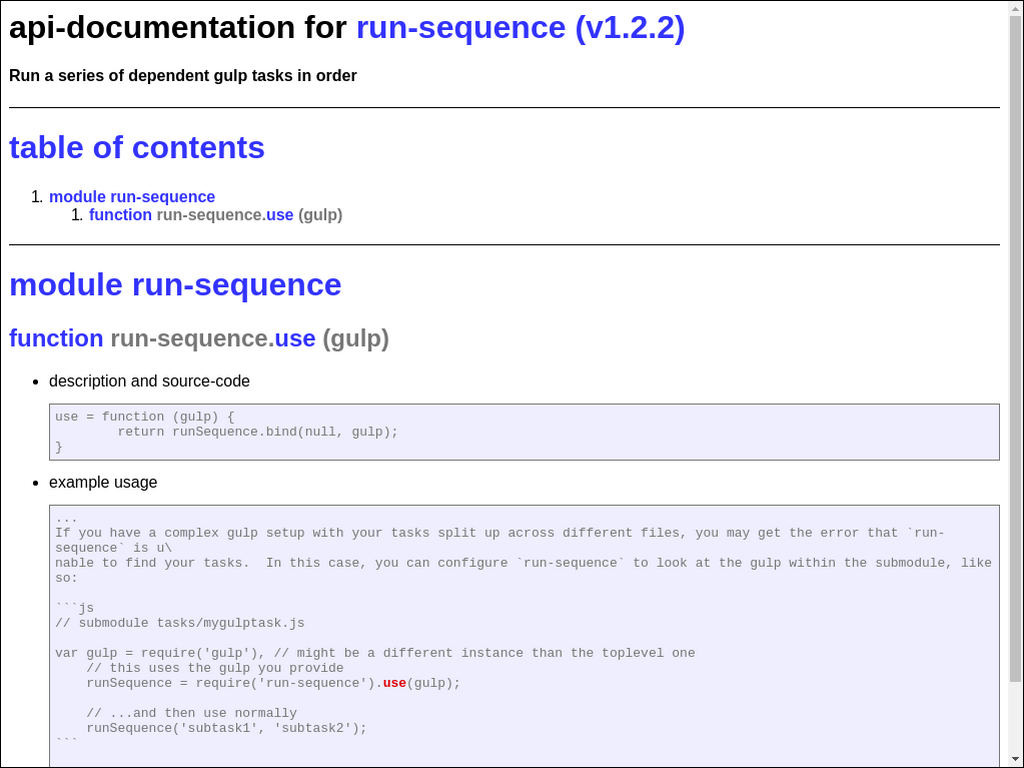 api-documentation for run-sequence (v1.2.2)
Run a series of dependent gulp tasks in order
table of contents
1. module run-sequence
1. function run-sequence.use (gulp)
module run-sequence
function run-sequence.use (gulp)
• description and source-code
use = function (gulp) {
        return runSequence.bind(null, gulp);
}
• example usage
...
If you have a complex gulp setup with your tasks split up across different files, you may get the error that `run-
sequence` is u\
nable to find your tasks.  In this case, you can configure `run-sequence` to look at the gulp within the submodule, like
so:
```js
// submodule tasks/mygulptask.js
var gulp = require('gulp'), // might be a different instance than the toplevel one
    // this uses the gulp you provide
    runSequence = require('run-sequence').use(gulp);
    // ...and then use normally
    runSequence('subtask1', 'subtask2');
```